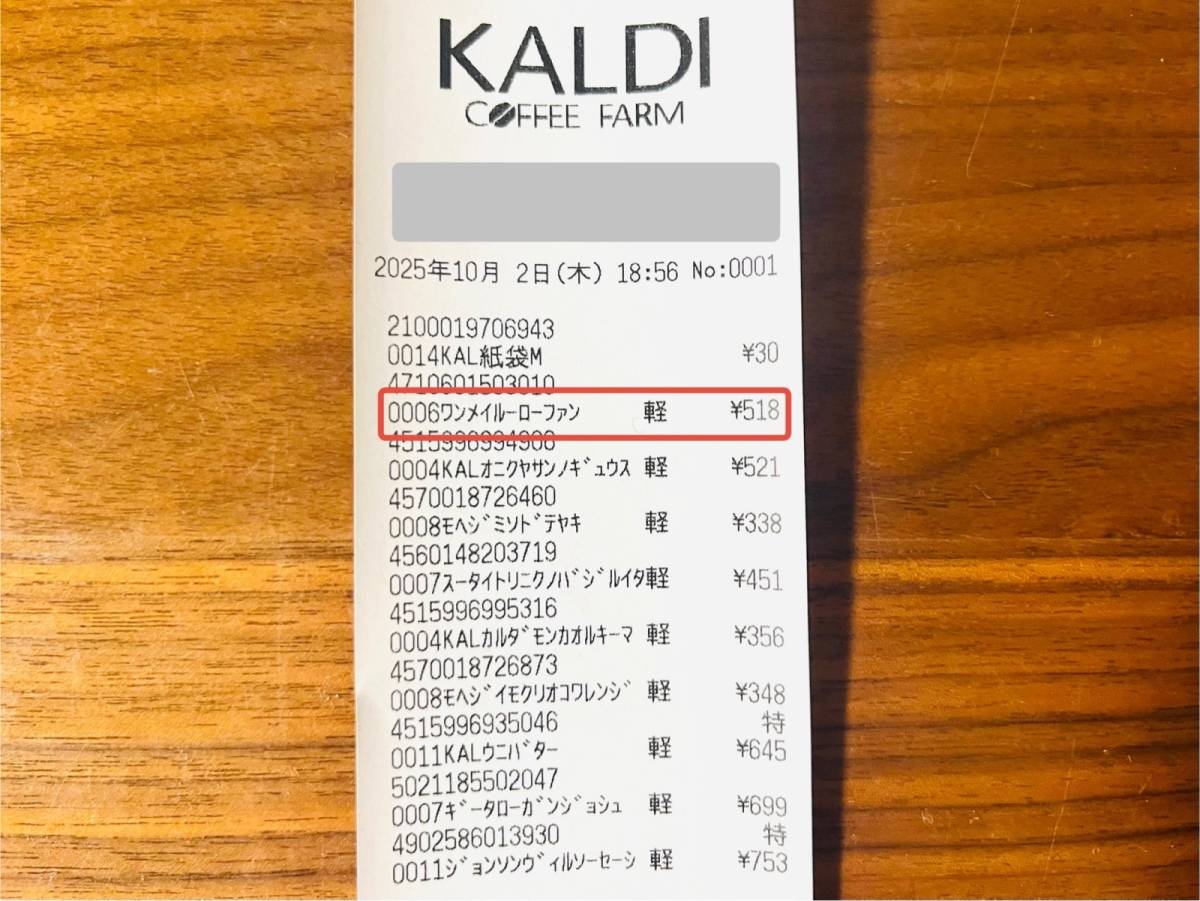 KALDI
COFFEE FARM
2025年10月 2日(木) 18:56 No:0001
2100019706943
0014KAL紙袋M ¥30
4710601503010
0006ワンメイルーローファン 軽 ¥518
4515996994908
0004KALオニクヤサンノギュウス 軽 ¥521
4570018726460
0008モヘジミソドテヤキ 軽 ¥338
4560148203719
0007スータイトリニクノバジルイタ軽 ¥451
4515996995316
0004KALカルダモンカオルキーマ 軽 ¥356
4570018726873
0008モヘジイモクリオコワレンジ 軽 ¥348
4515996935046 特
0011KALウニバター 軽 ¥645
5021185502047
0007ギータローガンジョシュ 軽 ¥699
4902586013930 特
0011ジョンソンヴィルソーセーシ 軽 ¥753